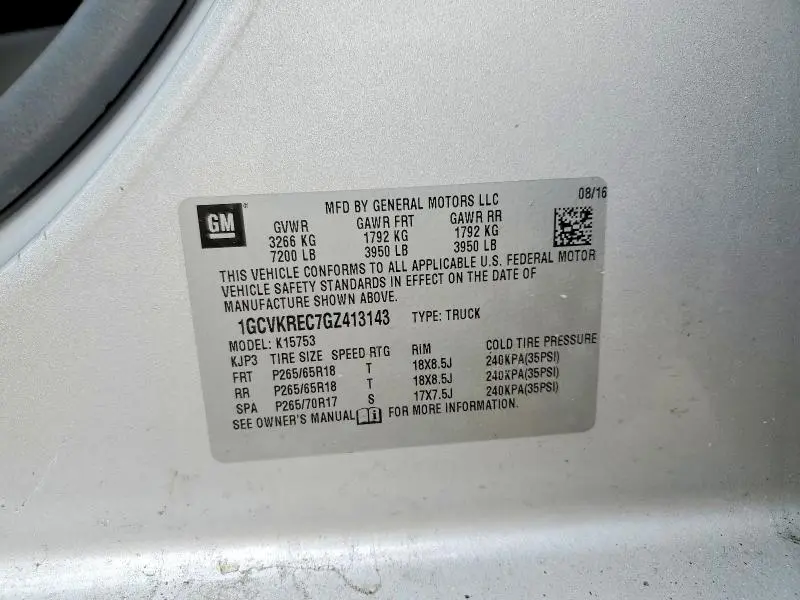 GM
MFD BY GENERAL MOTORS LLC 08/16
GVWR GAWR FRT GAWR RR
3266 KG 1792 KG 1792 KG
7200 LB 3950 LB 3950 LB
THIS VEHICLE CONFORMS TO ALL APPLICABLE U.S. FEDERAL MOTOR
VEHICLE SAFETY STANDARDS IN EFFECT ON THE DATE OF
MANUFACTURE SHOWN ABOVE.
1GCVKREC7GZ413143 TYPE: TRUCK
MODEL: K15753
KJP3 TIRE SIZE SPEED RTG RIM COLD TIRE PRESSURE
FRT P265/65R18 T 18X8.5J 240KPA(35PSI)
RR P265/65R18 T 18X8.5J 240KPA(35PSI)
SPA P265/70R17 S 17X7.5J 240KPA(35PSI)
SEE OWNER'S MANUAL FOR MORE INFORMATION.